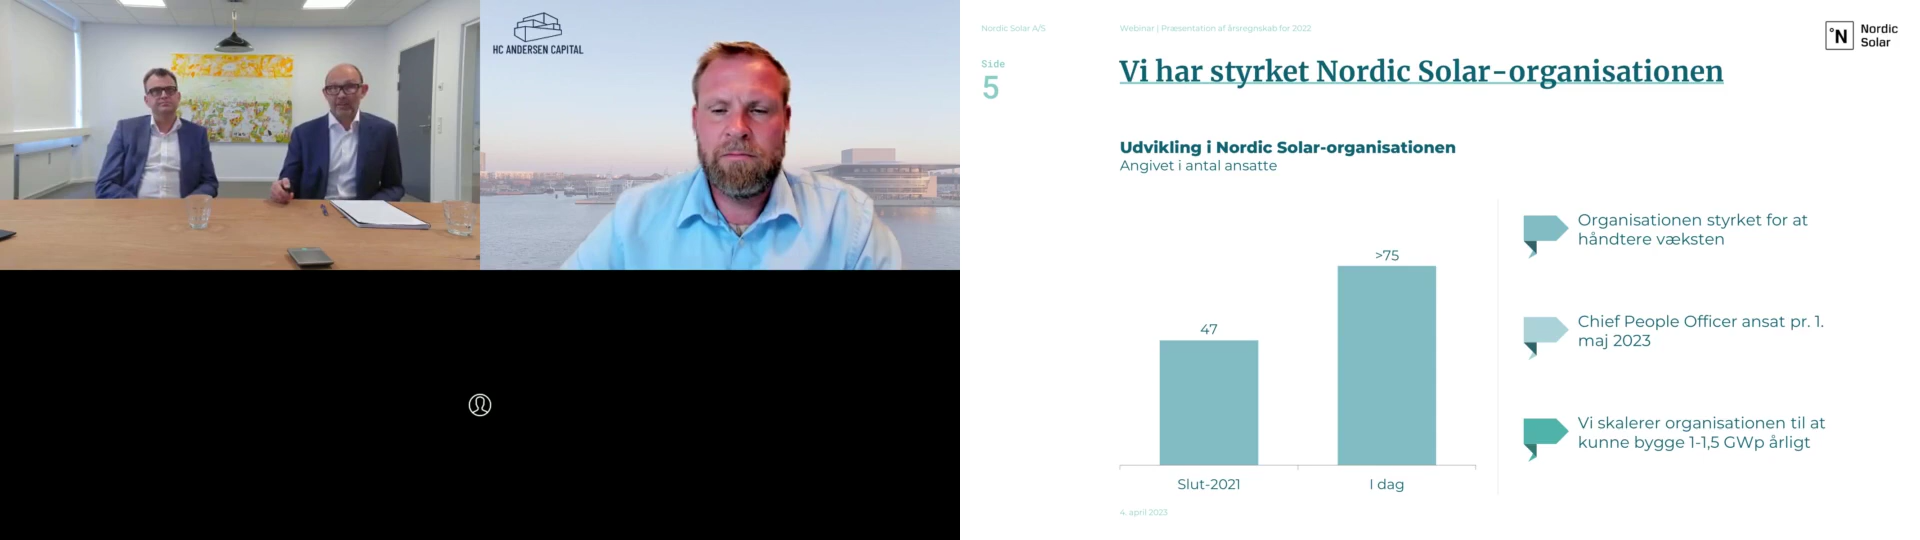 HC ANDERSEN CAPITAL
Nordic Solar A/S
Webinar | Præsentation af årsregnskab for 2022
°N Nordic
Solar
Side
5
Vi har styrket Nordic Solar-organisationen
Udvikling i Nordic Solar-organisationen
Angivet i antal ansatte
47
>75
Slut-2021
I dag
Organisationen styrket for at
håndtere væksten
Chief People Officer ansat pr. 1.
maj 2023
Vi skalerer organisationen til at
kunne bygge 1-1,5 GWp årligt
4. april 2023